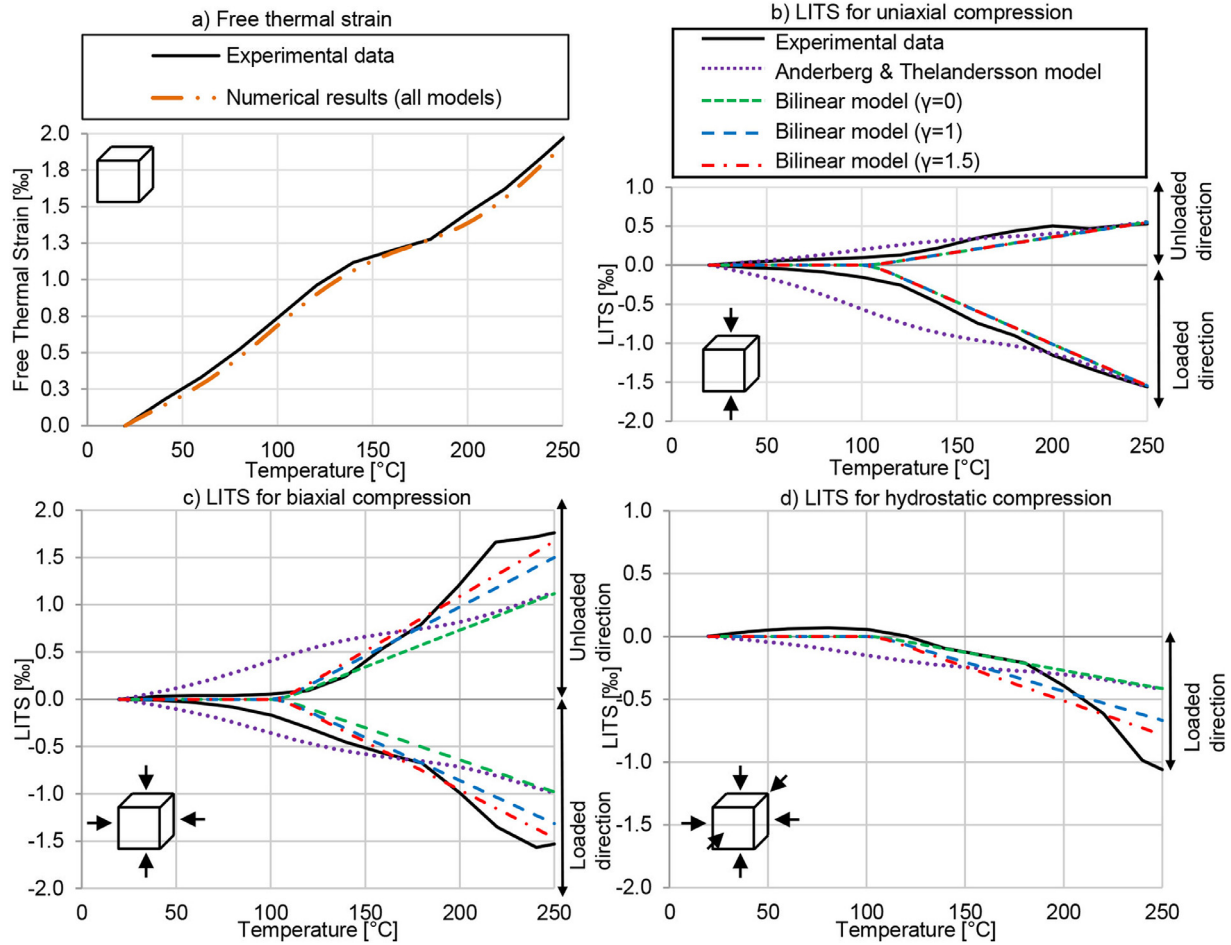 a) Free thermal strain
Experimental data
Numerical results (all models)
2.0
1.8
1.5
1.3
1.0
0.8
0.5
0.3
0.0
Free Thermal Strain [‰]
0
50
100
150
200
250
Temperature [°C]
b) LITS for uniaxial compression
Experimental data
Anderberg & Thelandersson model
Bilinear model (γ=0)
Bilinear model (γ=1)
Bilinear model (γ=1.5)
1.0
0.5
0.0
-0.5
-1.0
-1.5
-2.0
LITS [‰]
Unloaded
direction
Loaded
direction
0
50
100
150
200
250
Temperature [°C]
c) LITS for biaxial compression
2.0
1.5
1.0
0.5
0.0
-0.5
-1.0
-1.5
-2.0
LITS [‰]
Unloaded
direction
Loaded
direction
0
50
100
150
200
250
Temperature [°C]
d) LITS for hydrostatic compression
1.0
0.5
0.0
-0.5
-1.0
-1.5
-2.0
LITS [‰]
Loaded
direction
0
50
100
150
200
250
Temperature [°C]